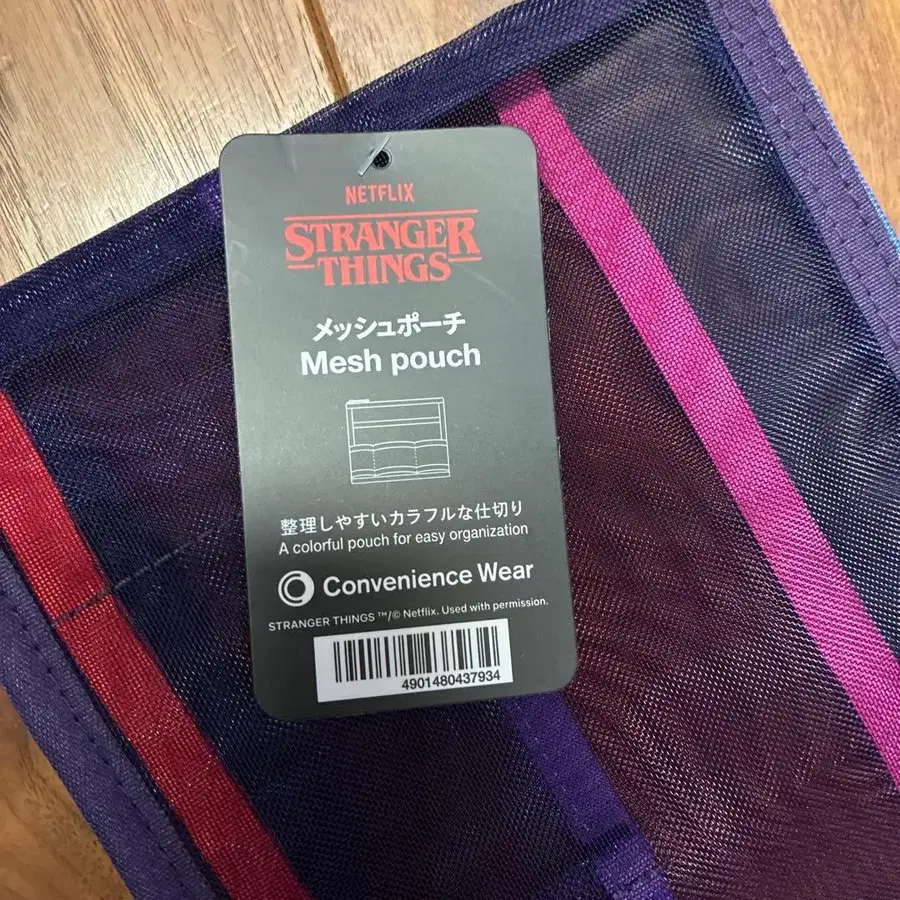 NETFLIX
STRANGER
THINGS
メッシュポーチ
Mesh pouch
整理しやすいカラフルな仕切り
A colorful pouch for easy organization
Convenience Wear
STRANGER THINGS ™/© Netflix. Used with permission.
4901480437934